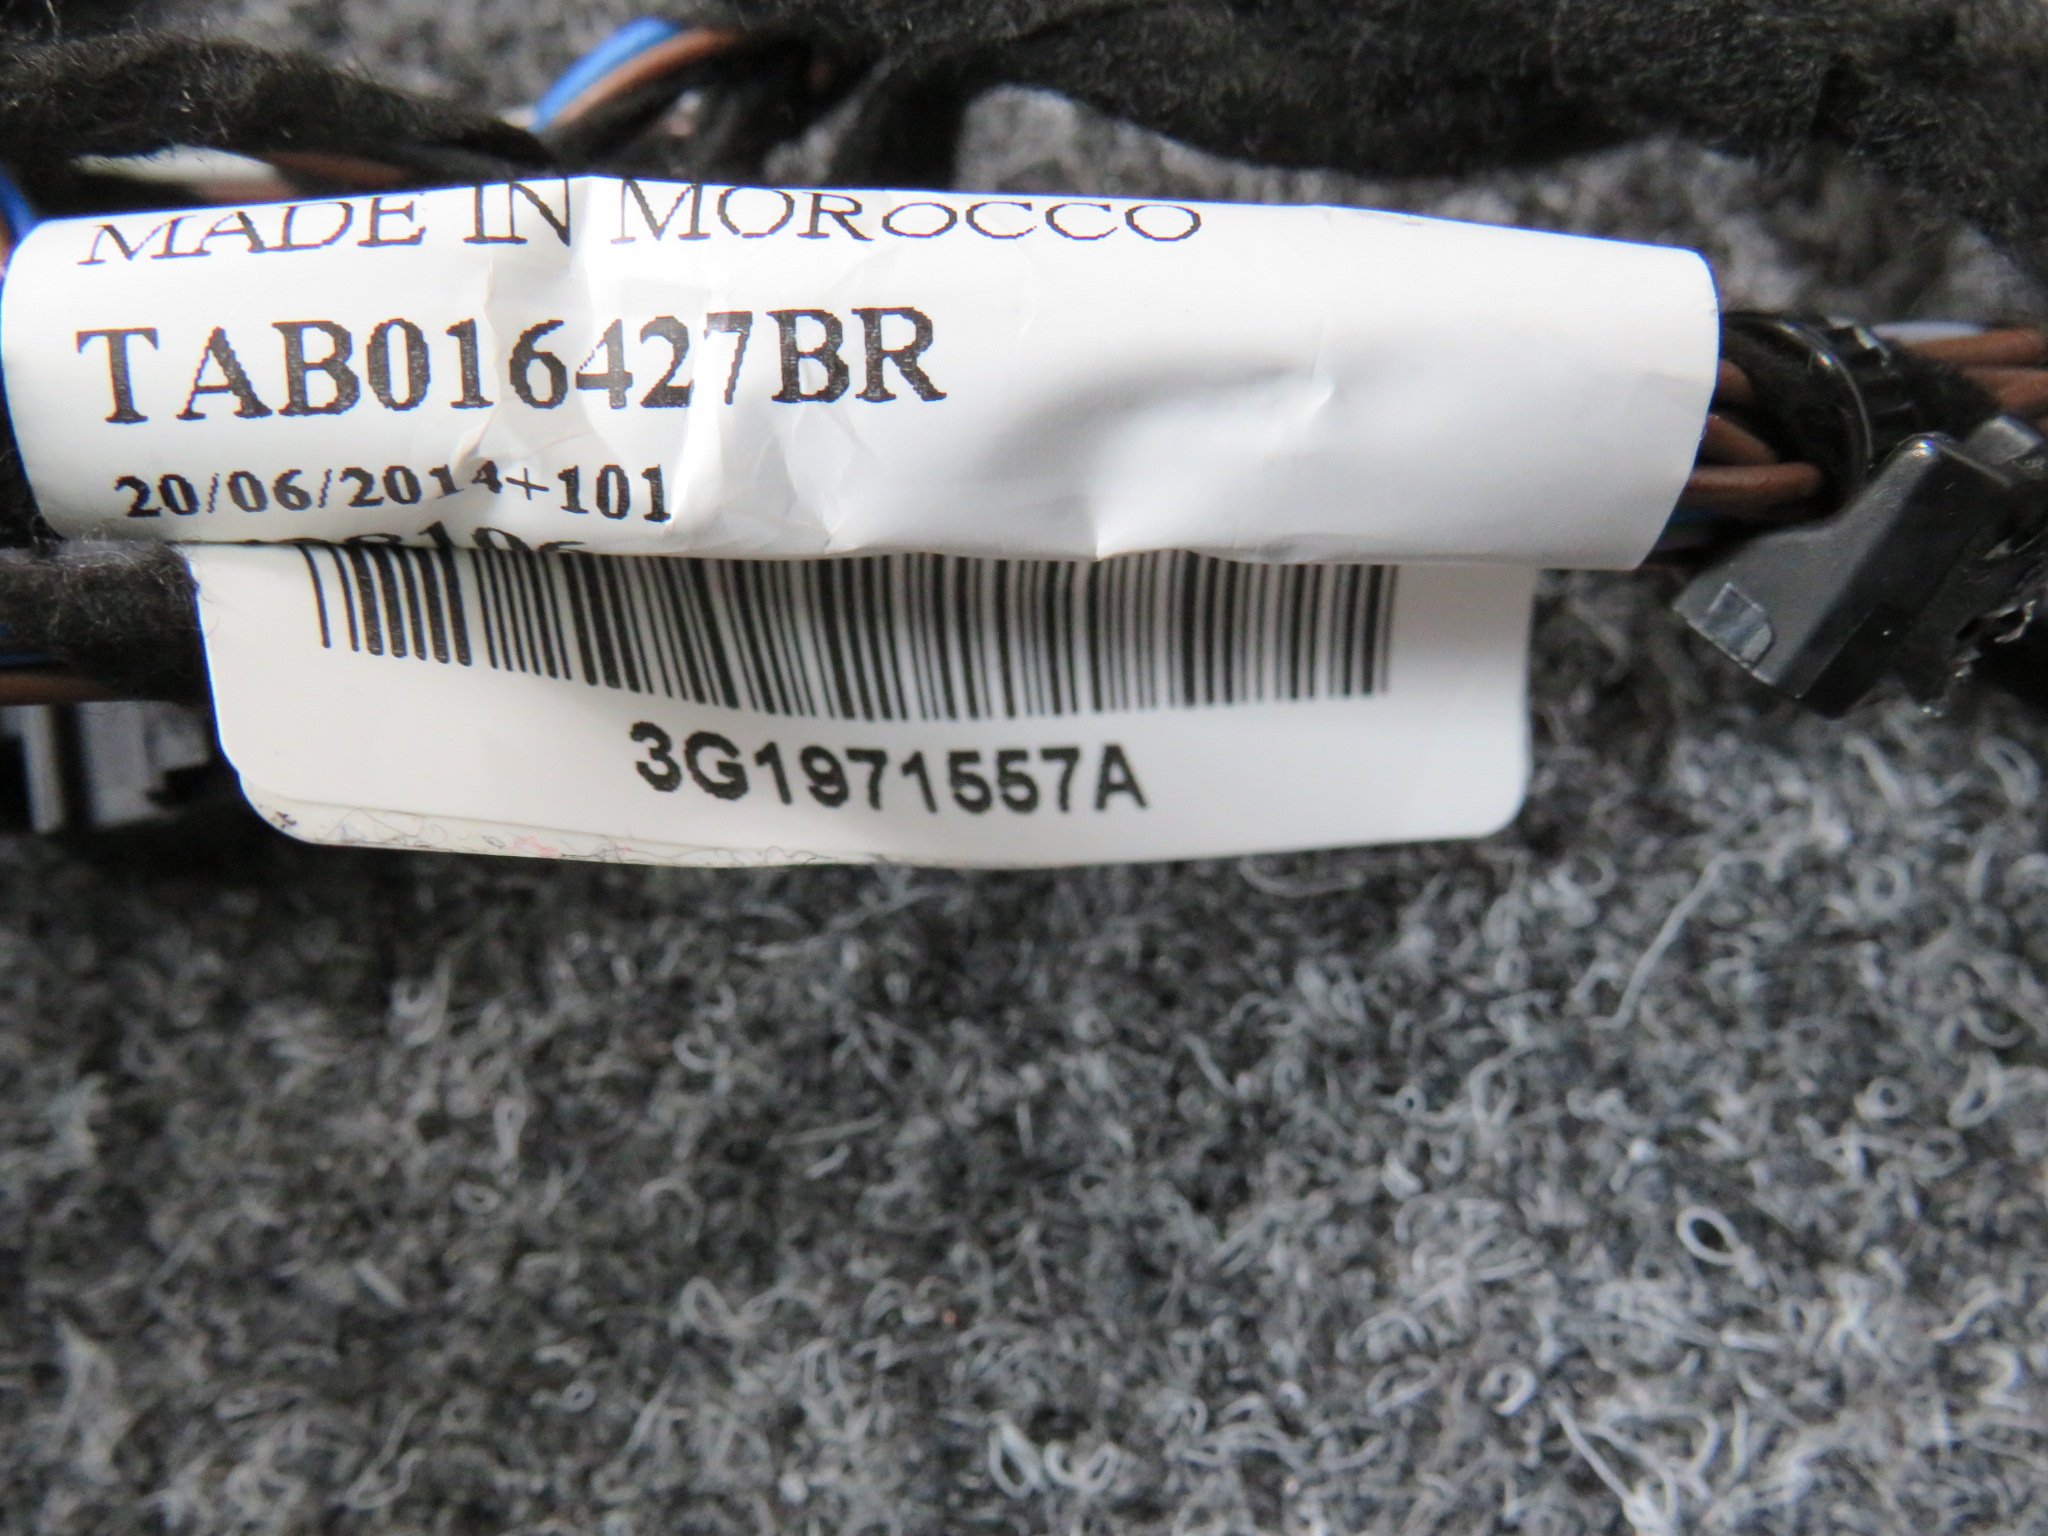 MADE IN MOROCCO
TAB016427BR
20/06/2014+101
3G1971557A